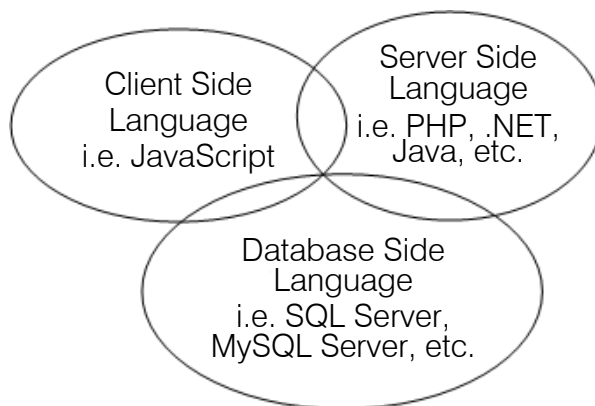 Client Side
Language
i.e. JavaScript
Server Side
Language
i.e. PHP, .NET,
Java, etc.
Database Side
Language
i.e. SQL Server,
MySQL Server, etc.